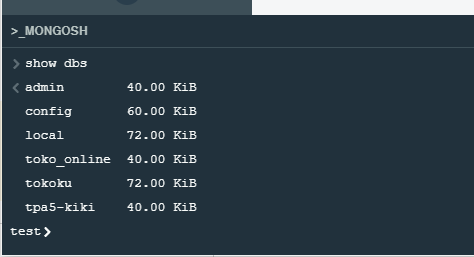 >_MONGOSH
> show dbs
< admin 40.00 KiB
config 60.00 KiB
local 72.00 KiB
toko_online 40.00 KiB
tokoku 72.00 KiB
tpa5-kiki 40.00 KiB
test>